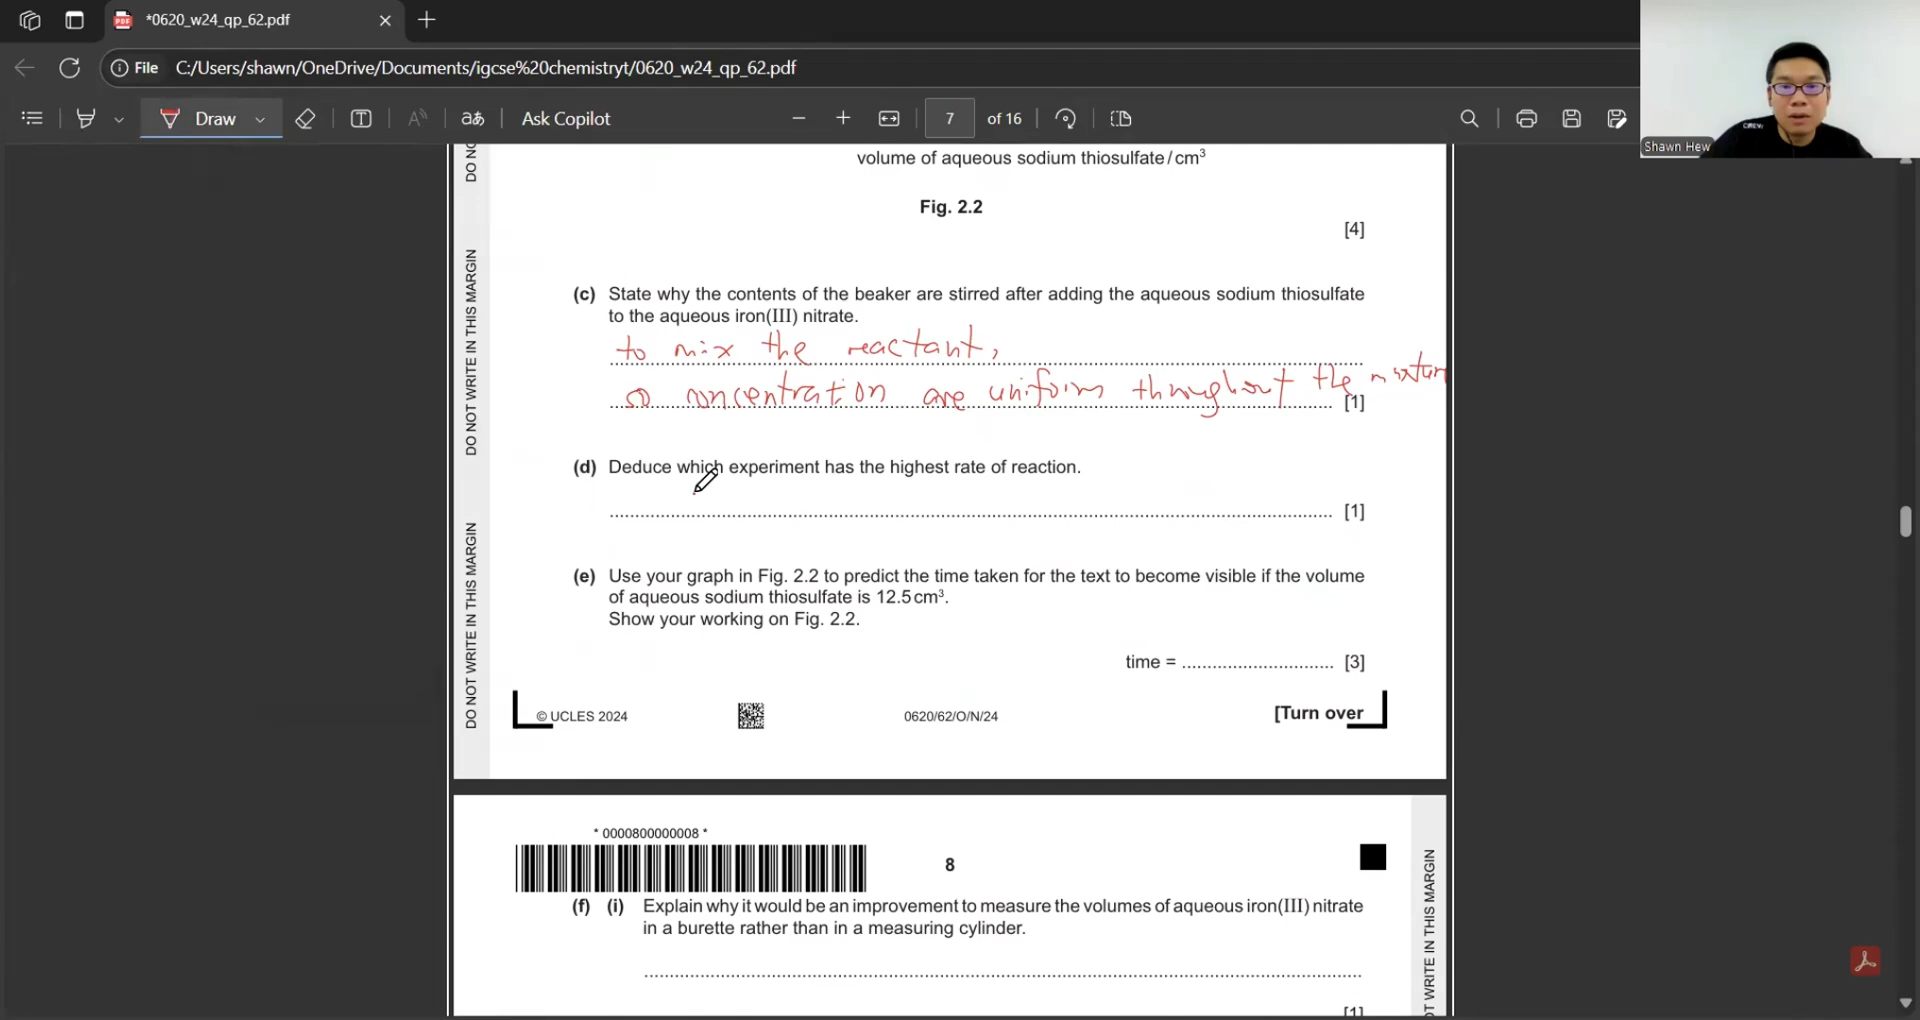 *0620_w24_qp_62.pdf
File C:/Users/shawn/OneDrive/Documents/igcse%20chemistryt/0620_w24_qp_62.pdf
Draw aあ Ask Copilot 7 of 16
Shawn Hew
volume of aqueous sodium thiosulfate / cm³
Fig. 2.2
[4]
DO NOT WRITE IN THIS MARGIN
(c) State why the contents of the beaker are stirred after adding the aqueous sodium thiosulfate
to the aqueous iron(III) nitrate.
to mix the reactant,
so concentration are uniform throughout the mixture
[1]
(d) Deduce which experiment has the highest rate of reaction.
[1]
DO NOT WRITE IN THIS MARGIN
(e) Use your graph in Fig. 2.2 to predict the time taken for the text to become visible if the volume
of aqueous sodium thiosulfate is 12.5 cm³.
Show your working on Fig. 2.2.
time = .............................. [3]
© UCLES 2024 0620/62/O/N/24 [Turn over
* 0000800000008 *
8
(f) (i) Explain why it would be an improvement to measure the volumes of aqueous iron(III) nitrate
in a burette rather than in a measuring cylinder.
[1]
OT WRITE IN THIS MARGIN